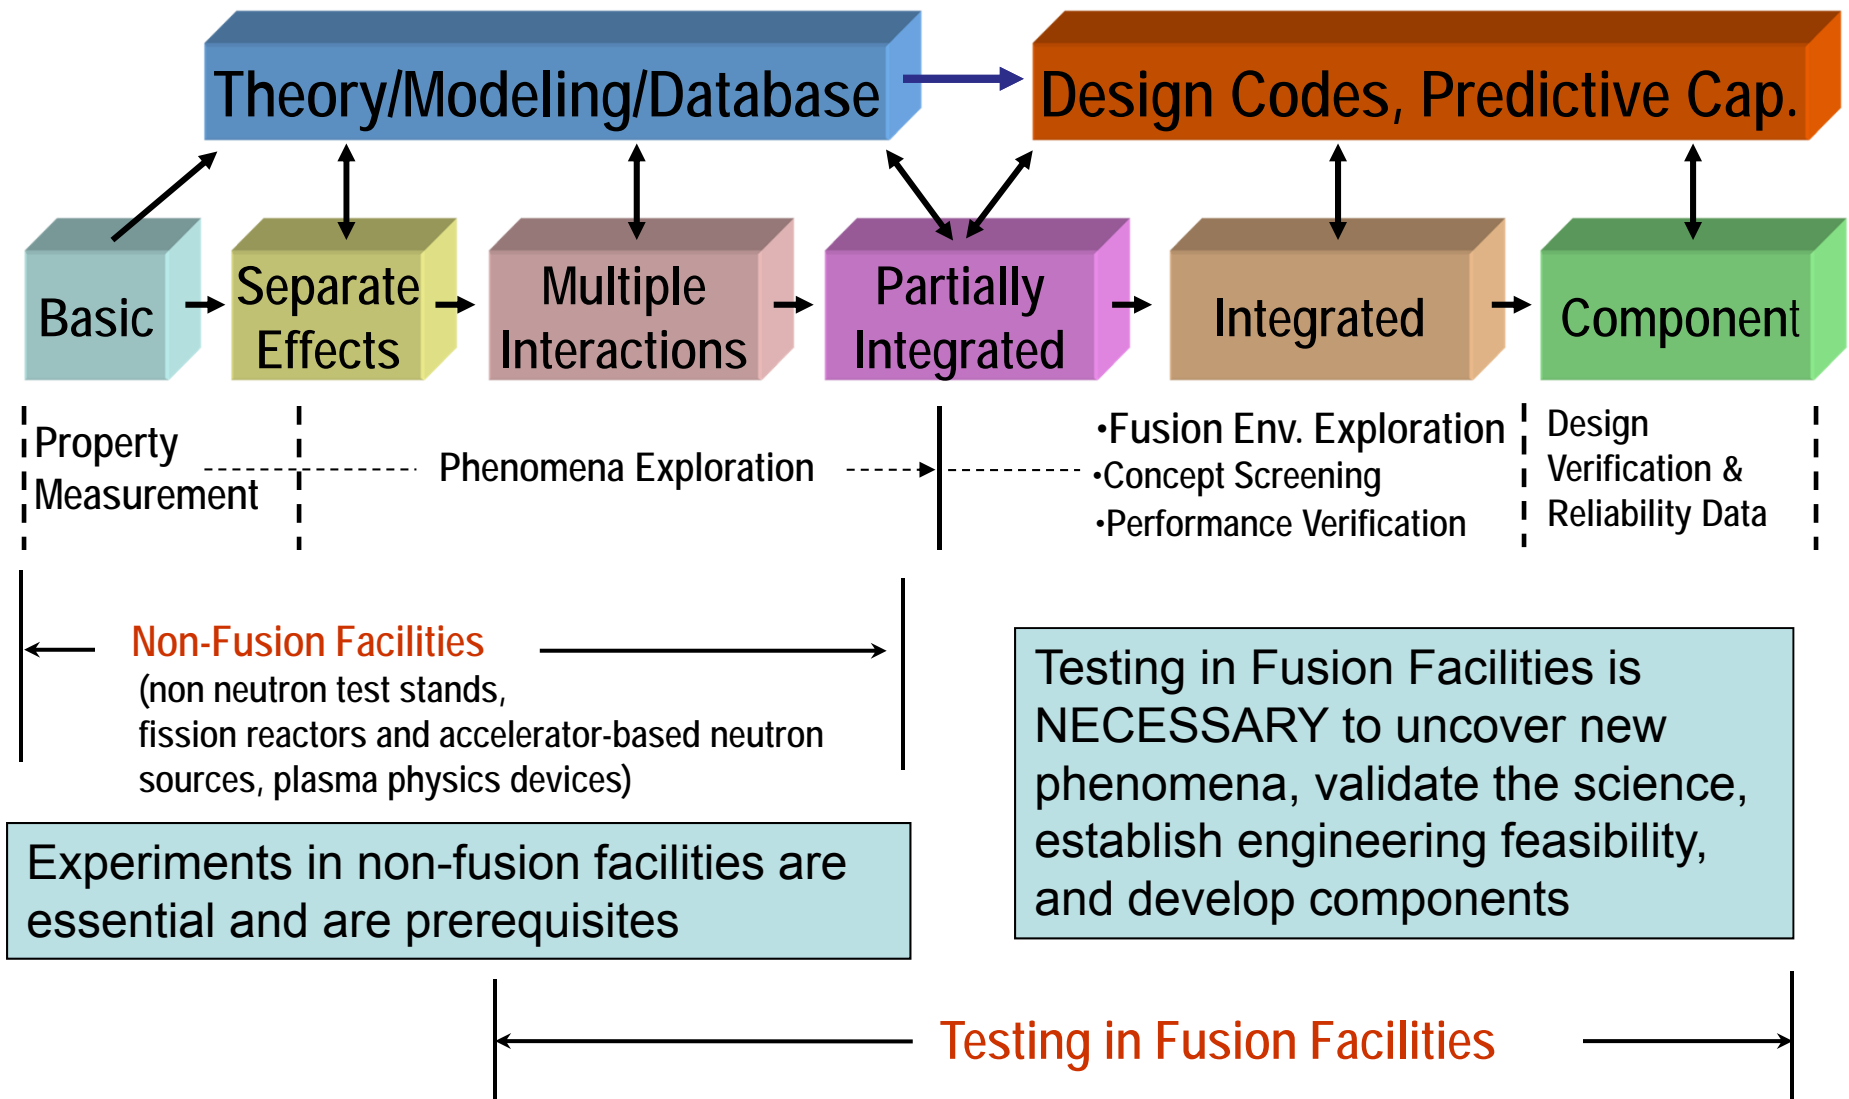 Theory/Modeling/Database
Design Codes, Predictive Cap.
Basic
Separate
Effects
Multiple
Interactions
Partially
Integrated
Integrated
Component
Property
Measurement
Phenomena Exploration
•Fusion Env. Exploration
•Concept Screening
•Performance Verification
Design
Verification &
Reliability Data
Non-Fusion Facilities
(non neutron test stands,
fission reactors and accelerator-based neutron
sources, plasma physics devices)
Testing in Fusion Facilities is
NECESSARY to uncover new
phenomena, validate the science,
establish engineering feasibility,
and develop components
Experiments in non-fusion facilities are
essential and are prerequisites
Testing in Fusion Facilities